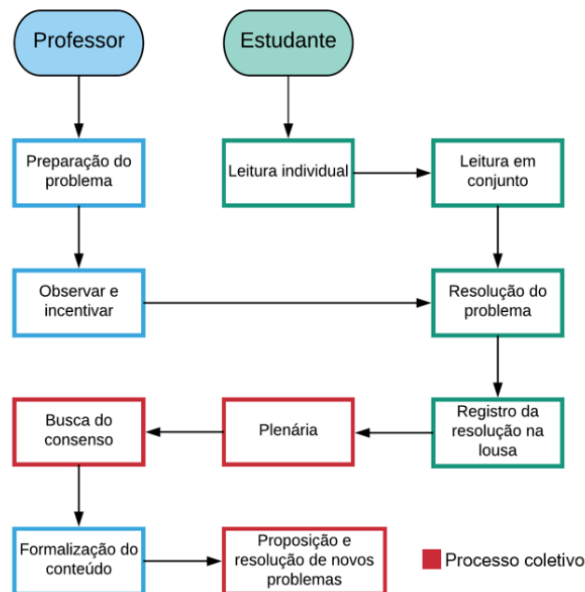 Professor
Estudante
Preparação do
problema
Leitura individual
Leitura em
conjunto
Observar e
incentivar
Resolução do
problema
Busca do
consenso
Plenária
Registro da
resolução na
lousa
Formalização do
conteúdo
Proposição e
resolução de novos
problemas
Processo coletivo